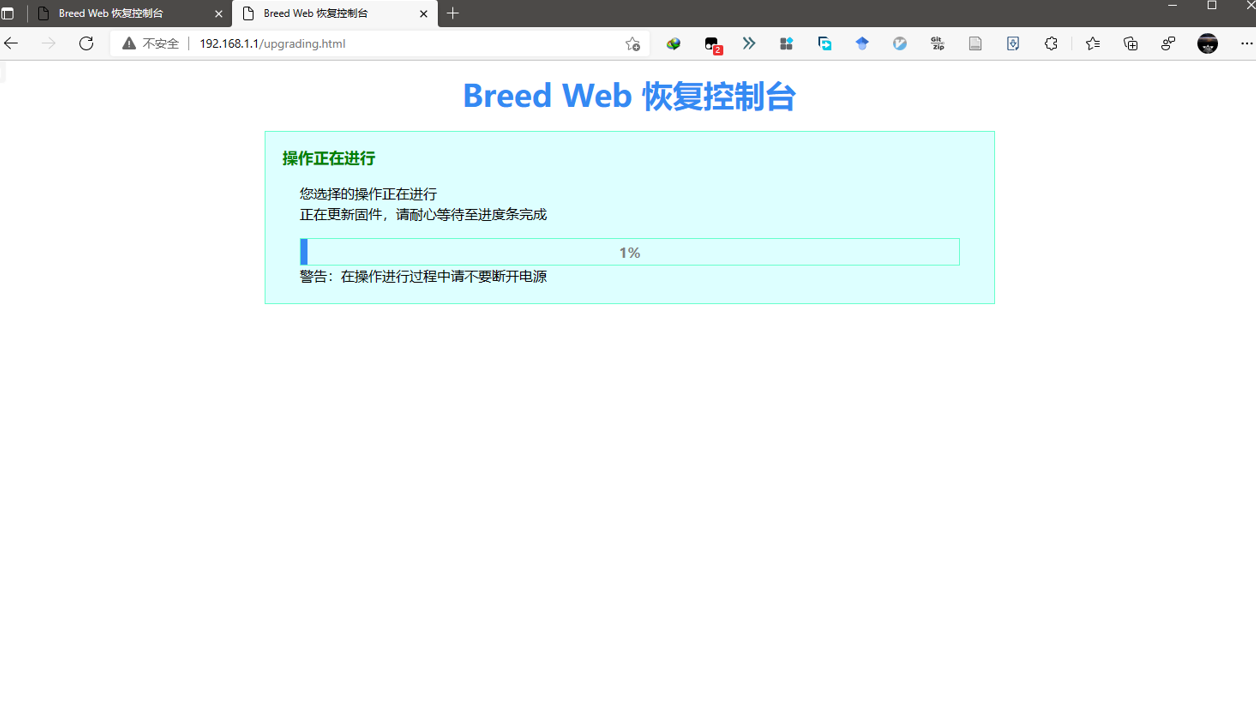 Breed Web 恢复控制台
Breed Web 恢复控制台
不安全 192.168.1.1/upgrading.html
2
Git
Zip
Breed Web 恢复控制台
操作正在进行
您选择的操作正在进行
正在更新固件，请耐心等待至进度条完成
1%
警告：在操作进行过程中请不要断开电源